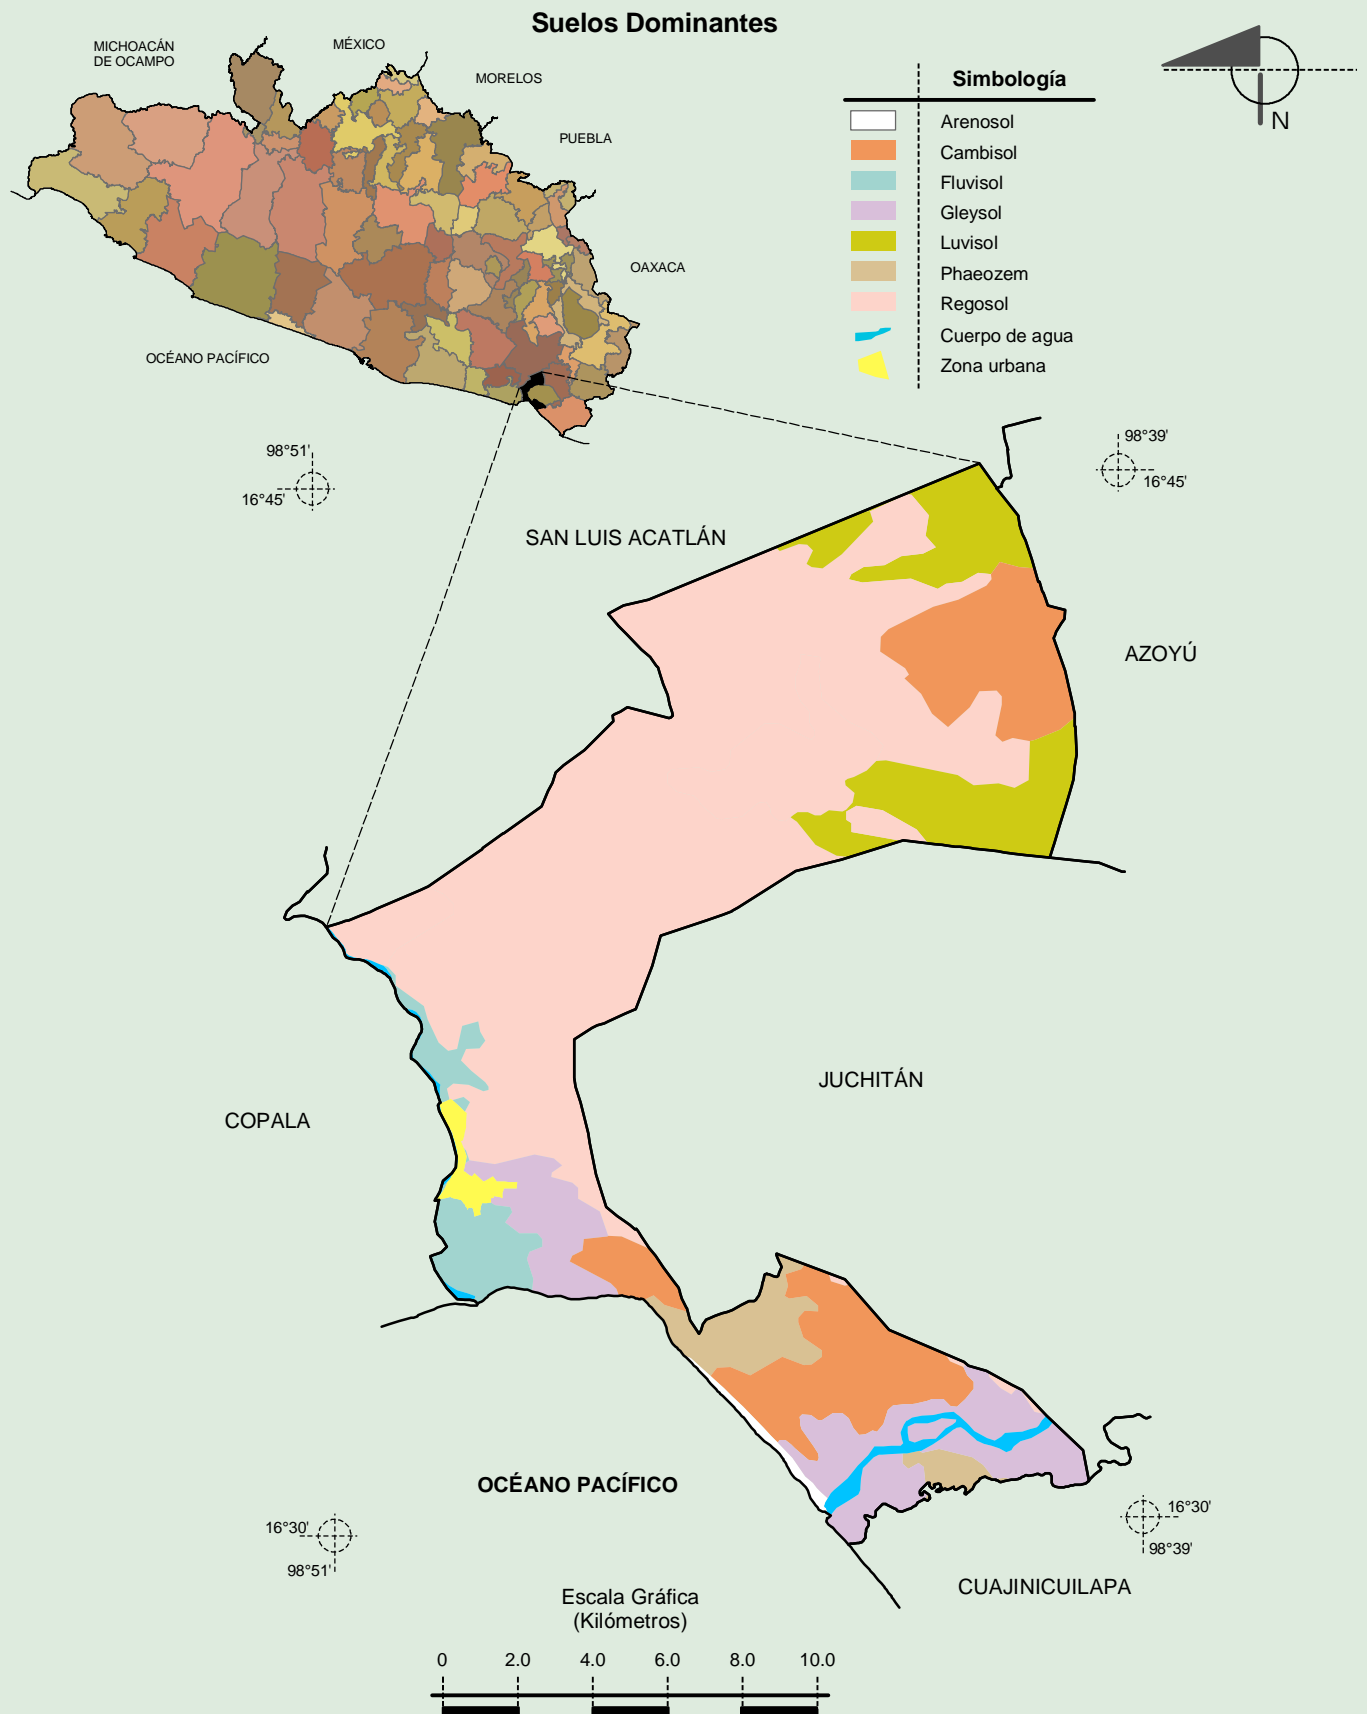 Suelos Dominantes
MICHOACÁN
DE OCAMPO
MÉXICO
MORELOS
PUEBLA
OAXACA
OCÉANO PACÍFICO
N
Simbología
Arenosol
Cambisol
Fluvisol
Gleysol
Luvisol
Phaeozem
Regosol
Cuerpo de agua
Zona urbana
98°51'
16°45'
98°39'
16°45'
SAN LUIS ACATLÁN
AZOYÚ
JUCHITÁN
COPALA
OCÉANO PACÍFICO
16°30'
98°51'
16°30'
98°39'
CUAJINICUILAPA
Escala Gráfica
(Kilómetros)
0 2.0 4.0 6.0 8.0 10.0